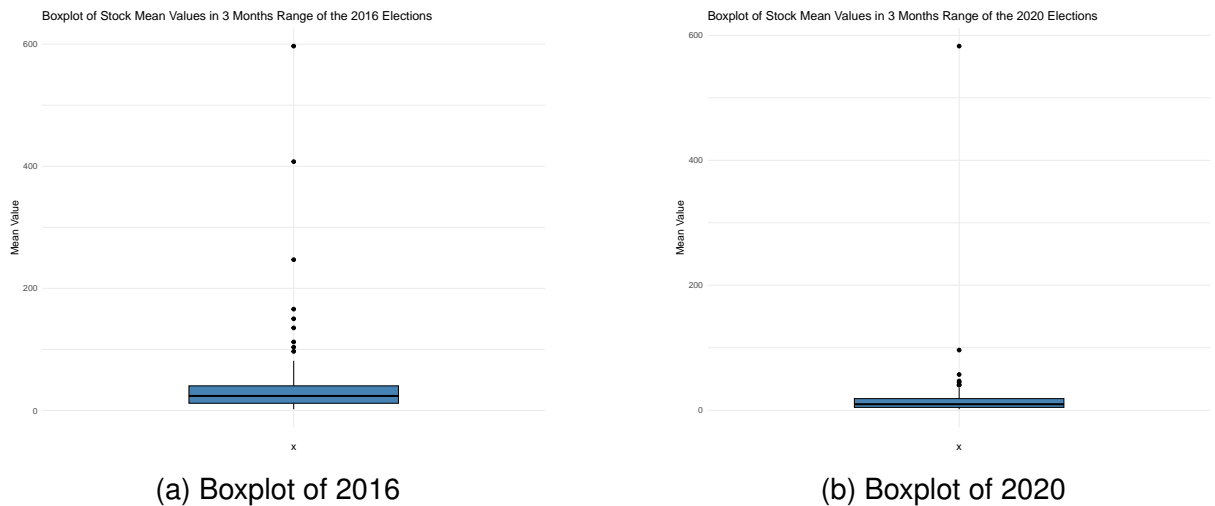 Boxplot of Stock Mean Values in 3 Months Range of the 2016 Elections
600
400
200
0
Mean Value
x
(a) Boxplot of 2016
Boxplot of Stock Mean Values in 3 Months Range of the 2020 Elections
600
400
200
0
Mean Value
x
(b) Boxplot of 2020